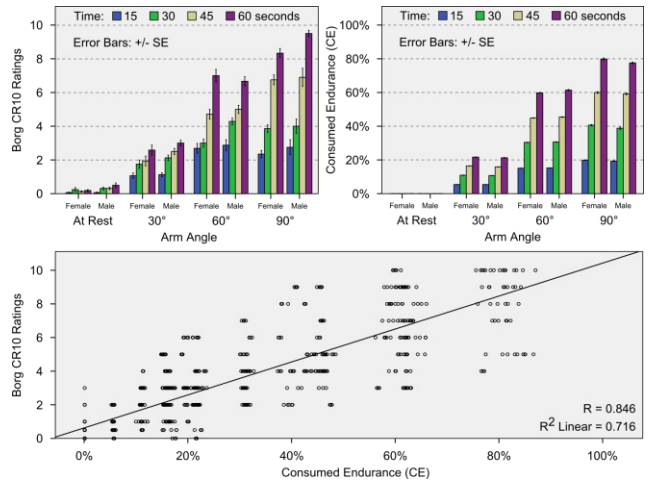 Time: 15 30 45 60 seconds
Error Bars: +/- SE
Borg CR10 Ratings
10
8
6
4
2
0
Female Male Female Male Female Male Female Male
At Rest 30° 60° 90°
Arm Angle
Time: 15 30 45 60 seconds
Error Bars: +/- SE
Consumed Endurance (CE)
100%
80%
60%
40%
20%
0%
Female Male Female Male Female Male Female Male
At Rest 30° 60° 90°
Arm Angle
Borg CR10 Ratings
10
8
6
4
2
0
R = 0.846
R² Linear = 0.716
0% 20% 40% 60% 80% 100%
Consumed Endurance (CE)